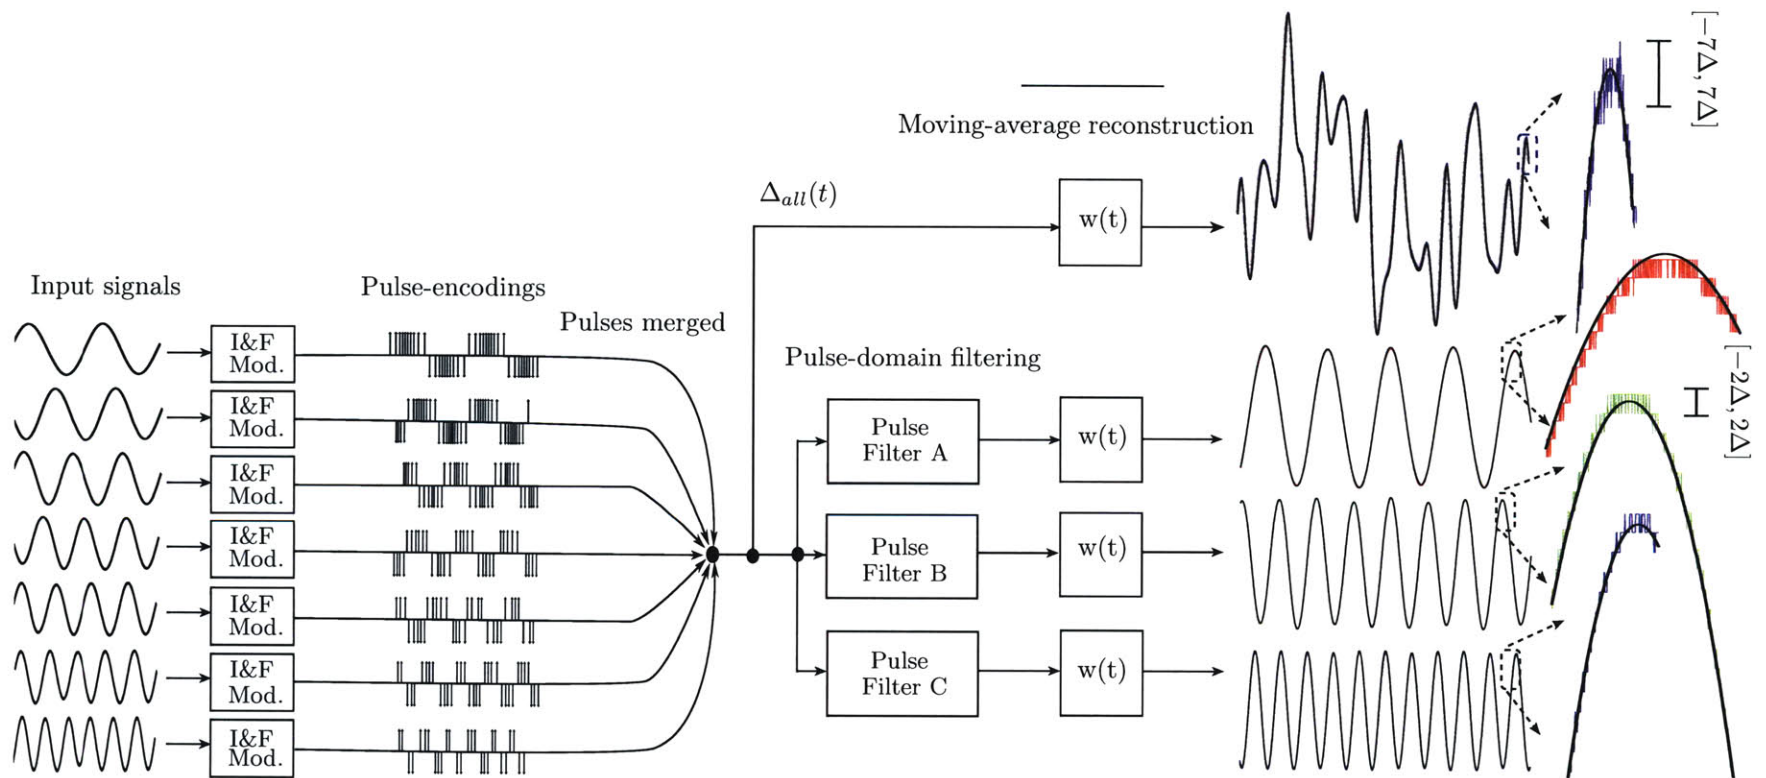 [−7Δ, 7Δ]
Moving-average reconstruction
Δall(t)
w(t)
Input signals
Pulse-encodings
Pulses merged
I&F
Mod.
Pulse-domain filtering
[−2Δ, 2Δ]
I&F
Mod.
Pulse
Filter A
w(t)
I&F
Mod.
I&F
Mod.
Pulse
Filter B
w(t)
I&F
Mod.
I&F
Mod.
Pulse
Filter C
w(t)
I&F
Mod.